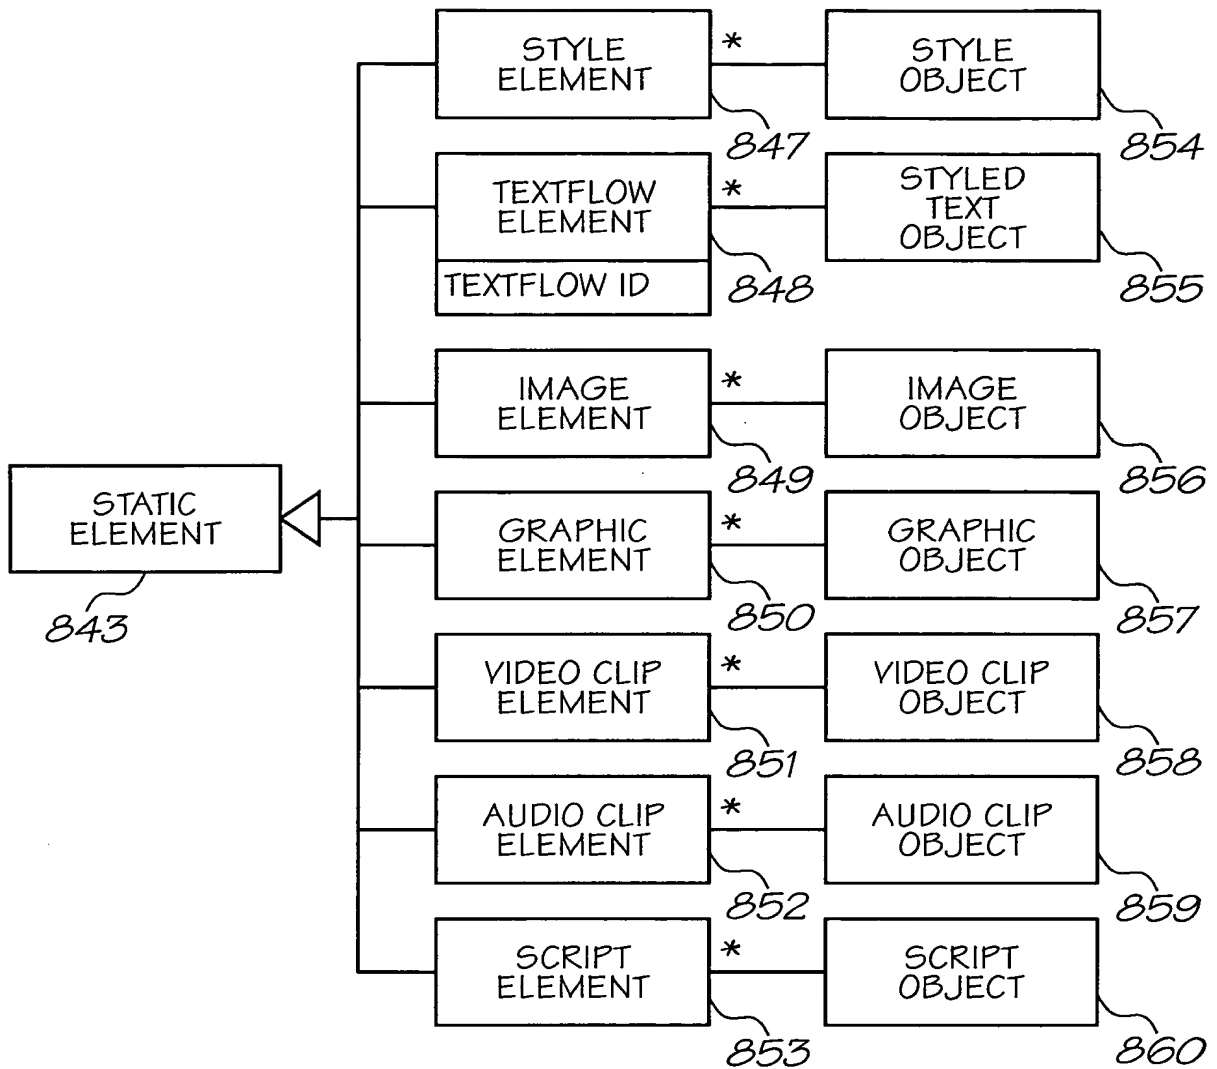 STYLE
ELEMENT
*
STYLE
OBJECT
847
854
TEXTFLOW
ELEMENT
TEXTFLOW ID
*
STYLED
TEXT
OBJECT
848
855
IMAGE
ELEMENT
*
IMAGE
OBJECT
849
856
STATIC
ELEMENT
843
GRAPHIC
ELEMENT
*
GRAPHIC
OBJECT
850
857
VIDEO CLIP
ELEMENT
*
VIDEO CLIP
OBJECT
851
858
AUDIO CLIP
ELEMENT
*
AUDIO CLIP
OBJECT
852
859
SCRIPT
ELEMENT
*
SCRIPT
OBJECT
853
860